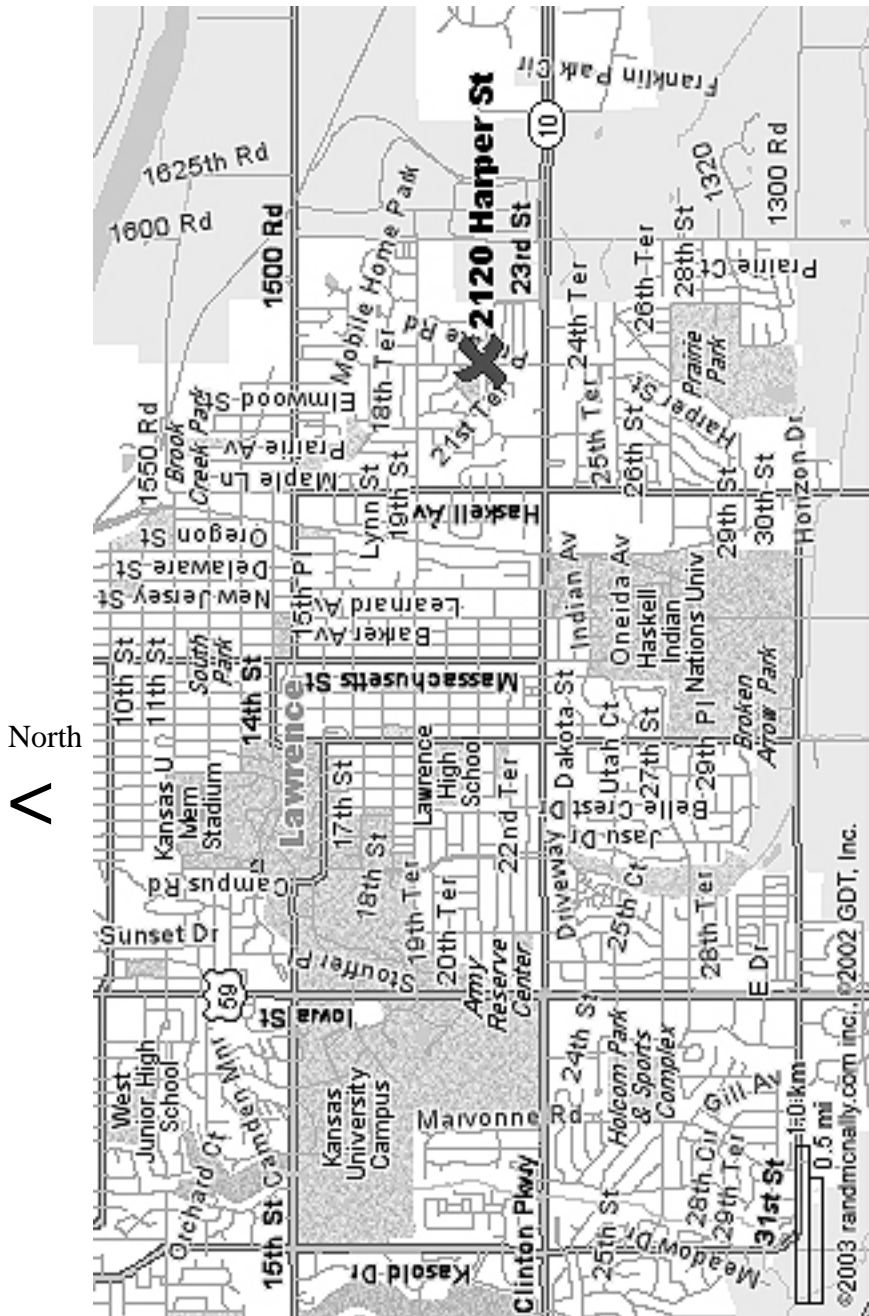 North
<
Franklin Park Cir
10
2120 Harper St
23rd St
1625th Rd
1600 Rd
1500 Rd
1320
1300 Rd
28th St
26th Ter
24th Ter
Prairie Ct
Mobile Home Park
18th Ter
Elmwood St
Prairie Av
Maple Ln
1550 Rd
Brook
Creek Park
21st Ter
25th Ter
26th St
Harper St
Prairie
Park
Lynn St
19th St
Haskell Av
29th St
30th St
Horizon Dr
Oregon St
Delaware St
New Jersey St
15th Pl
Learnard Av
Barker Av
Indian Av
Oneida Av
Haskell
Indian
Nations Univ
10th St
11th St
South
Park
14th St
Massachusetts St
Lawrence
Dakota St
Utah Ct
27th St
29th Pl
Broken
Arrow Park
Kansas U
Mem
Stadium
17th St
18th St
Lawrence
High
School
22nd Ter
Belle Crest Dr
Jasu Dr
Campus Rd
Sunset Dr
Stouffer Pl
19th Ter
20th Ter
Driveway
25th Ct
28th Ter
E Dr
59
Iowa St
Army
Reserve
Center
West
Junior High
School
Orchard Ct
Kansas
University
Campus
Marvonne Rd
24th St
Holcom Park
& Sports
Complex
Gill Av
28th Cir
29th Ter
31st St
25th St
Meadow Dr
15th St
Kasold Dr
Clinton Pkwy
1.0 km
0.5 mi
©2003 randmcnally.com inc., ©2002 GDT, Inc.